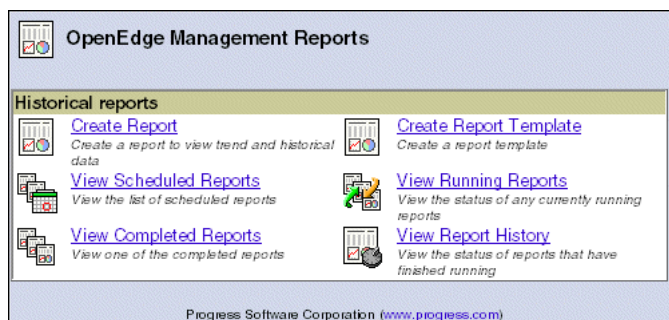 OpenEdge Management Reports
Historical reports
Create Report
Create a report to view trend and historical
data
Create Report Template
Create a report template
View Scheduled Reports
View the list of scheduled reports
View Running Reports
View the status of any currently running
reports
View Completed Reports
View one of the completed reports
View Report History
View the status of reports that have
finished running
Progress Software Corporation (www.progress.com)